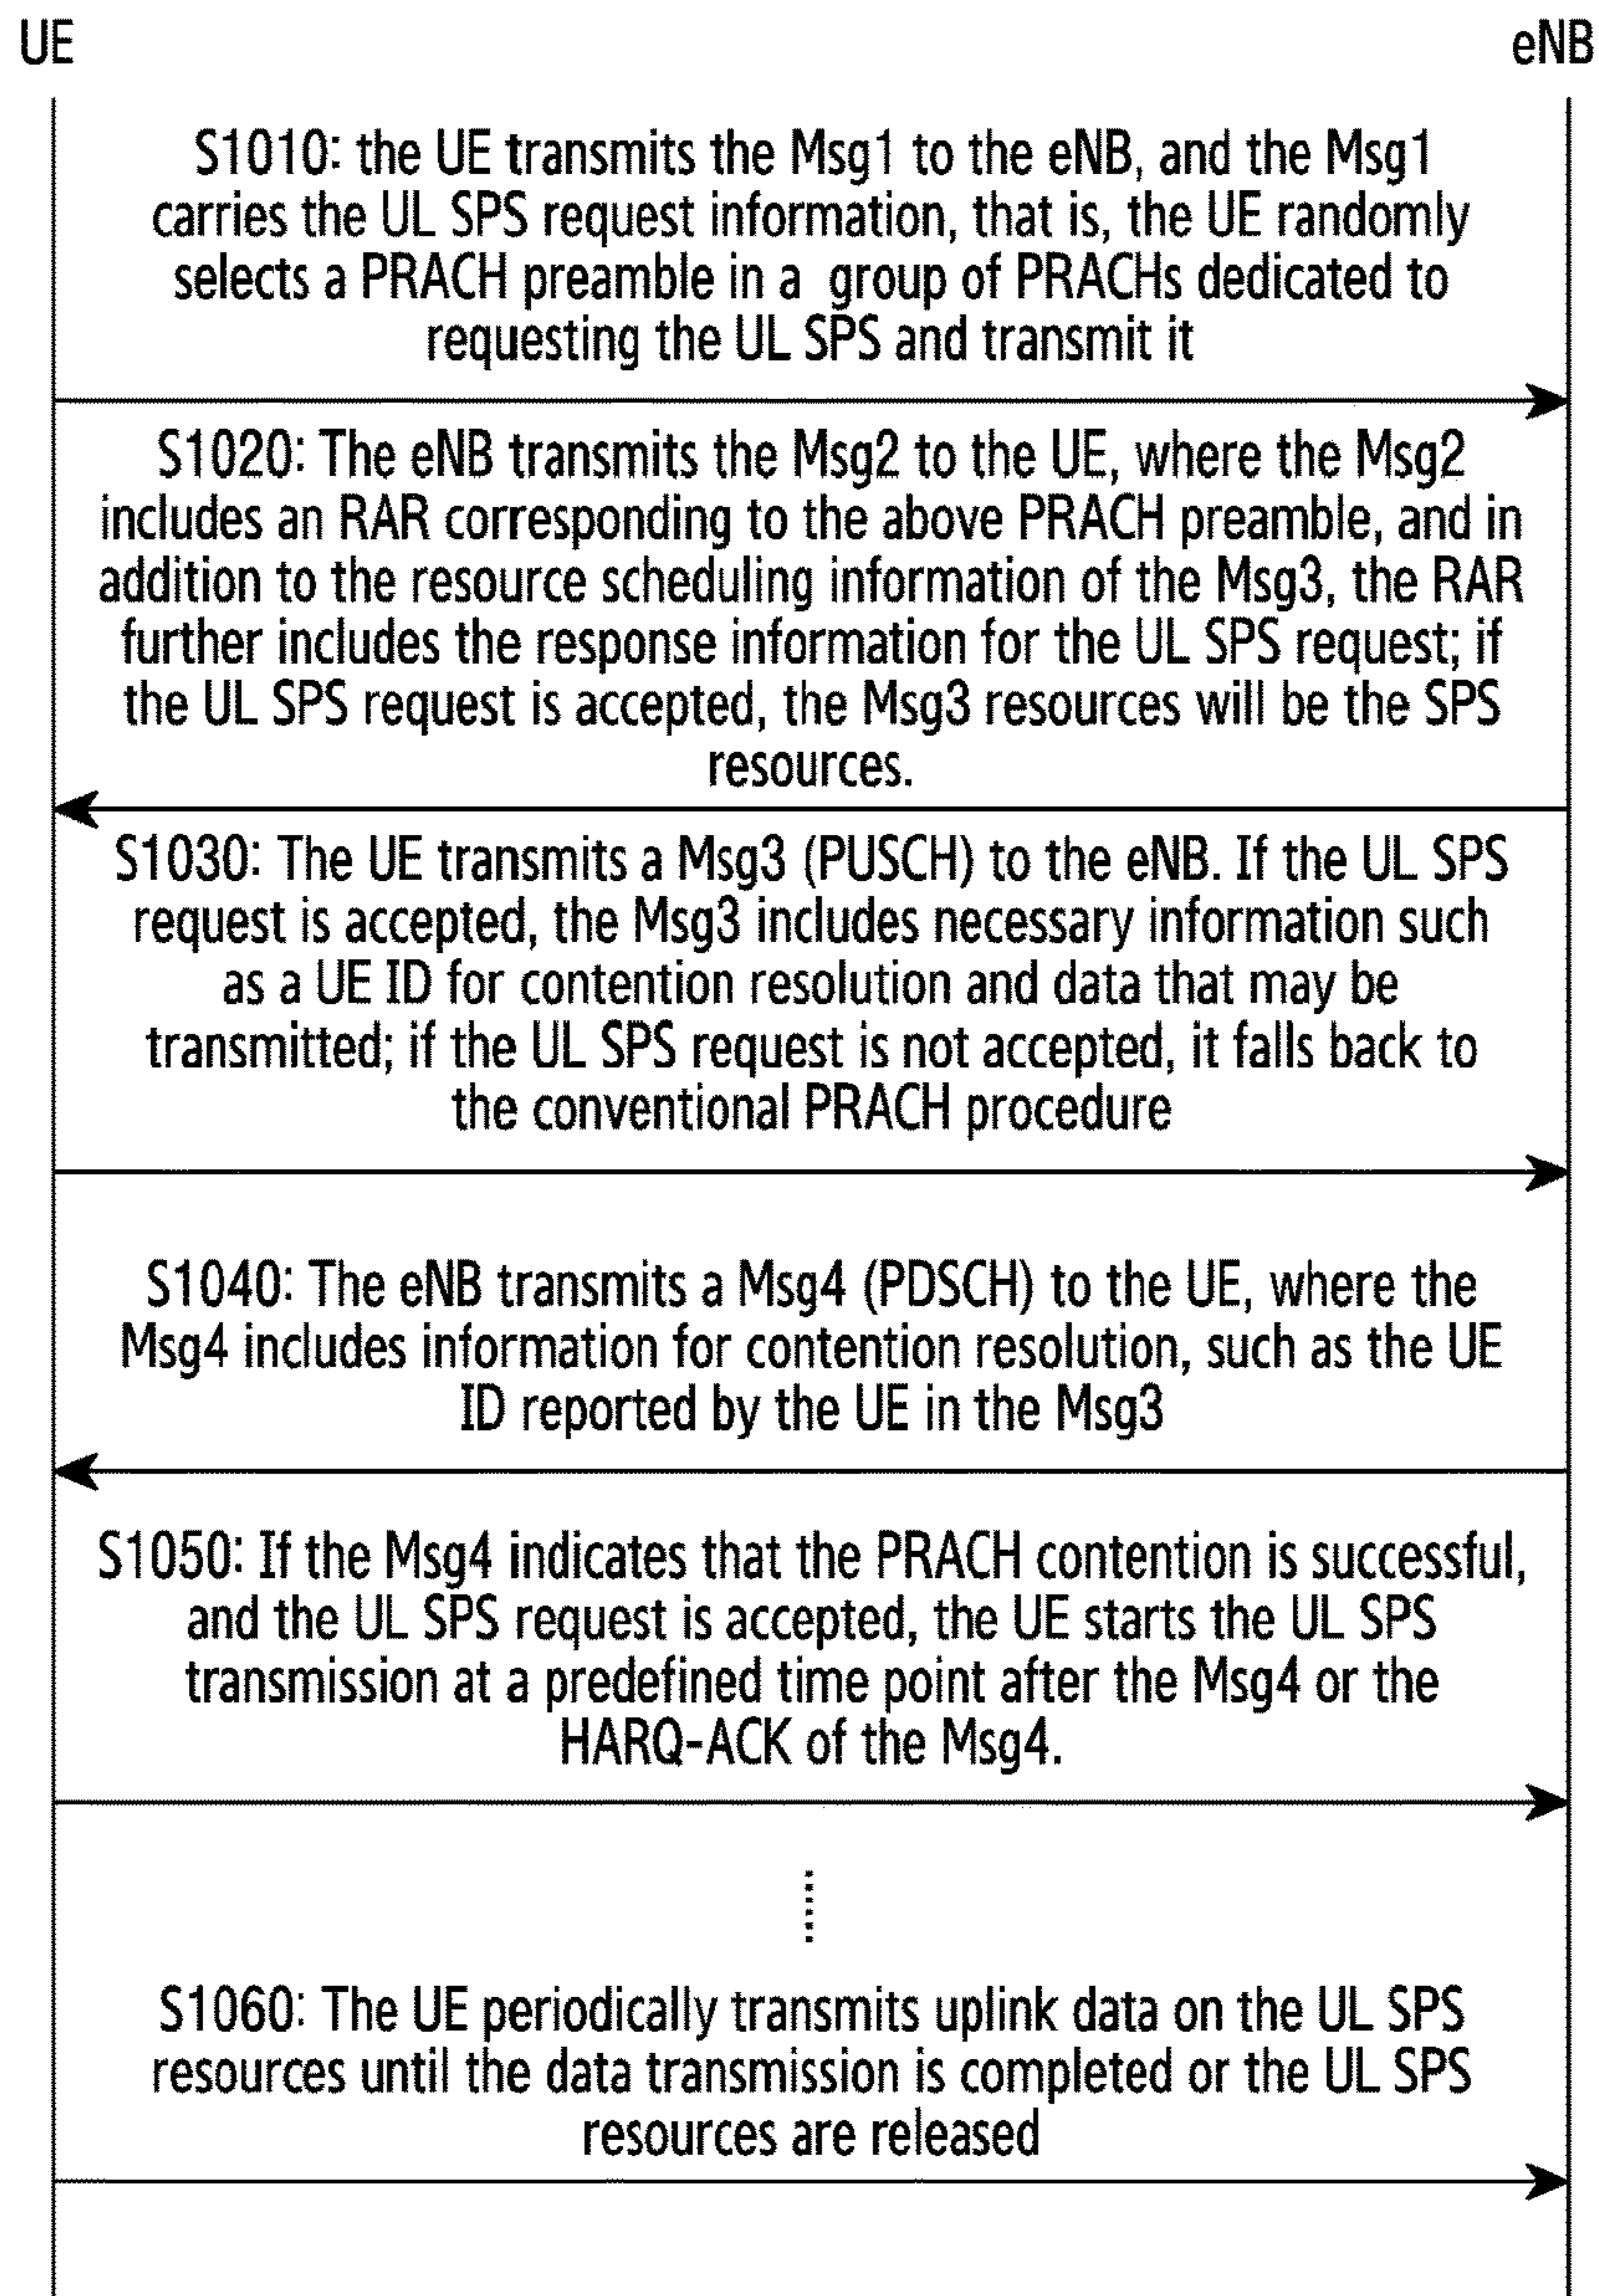 UE
eNB
S1010: the UE transmits the Msg1 to the eNB, and the Msg1
carries the UL SPS request information, that is, the UE randomly
selects a PRACH preamble in a group of PRACHs dedicated to
requesting the UL SPS and transmit it
S1020: The eNB transmits the Msg2 to the UE, where the Msg2
includes an RAR corresponding to the above PRACH preamble, and in
addition to the resource scheduling information of the Msg3, the RAR
further includes the response information for the UL SPS request; if
the UL SPS request is accepted, the Msg3 resources will be the SPS
resources.
S1030: The UE transmits a Msg3 (PUSCH) to the eNB. If the UL SPS
request is accepted, the Msg3 includes necessary information such
as a UE ID for contention resolution and data that may be
transmitted; if the UL SPS request is not accepted, it falls back to
the conventional PRACH procedure
S1040: The eNB transmits a Msg4 (PDSCH) to the UE, where the
Msg4 includes information for contention resolution, such as the UE
ID reported by the UE in the Msg3
S1050: If the Msg4 indicates that the PRACH contention is successful,
and the UL SPS request is accepted, the UE starts the UL SPS
transmission at a predefined time point after the Msg4 or the
HARQ-ACK of the Msg4.
S1060: The UE periodically transmits uplink data on the UL SPS
resources until the data transmission is completed or the UL SPS
resources are released